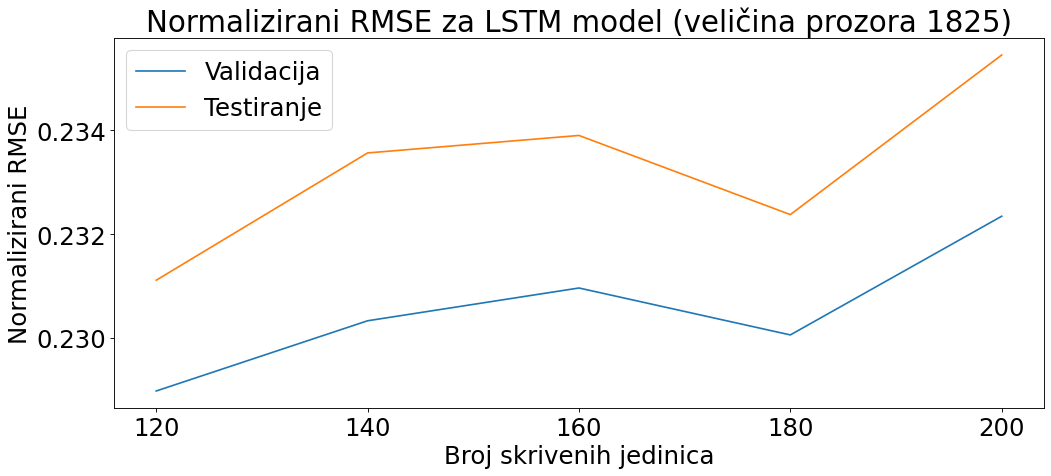 Normalizirani RMSE za LSTM model (veličina prozora 1825)
Validacija
Testiranje
Normalizirani RMSE
0.234
0.232
0.230
120 140 160 180 200
Broj skrivenih jedinica